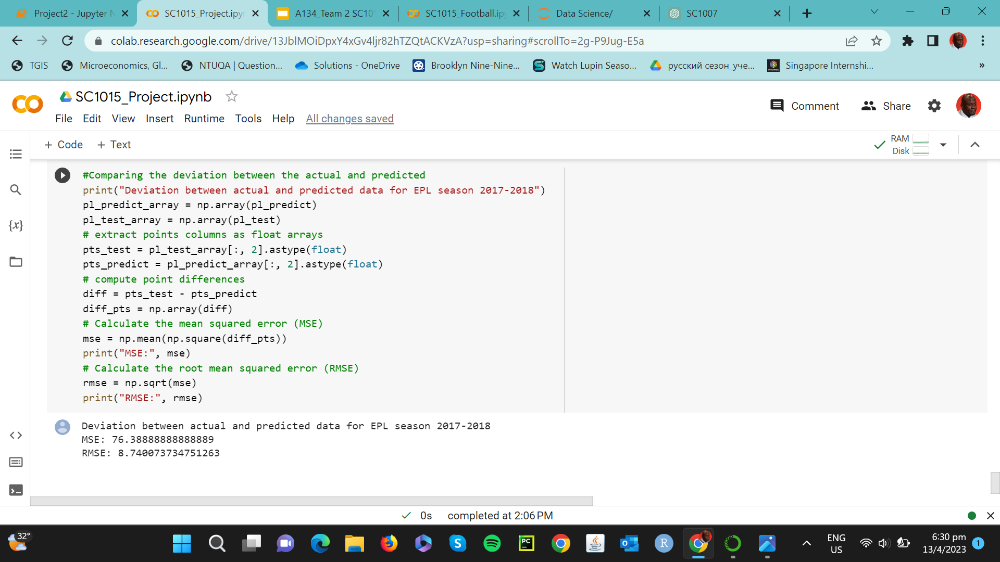 Project2 - Jupyter N
SC1015_Project.ipyn
A134_Team 2 SC101
SC1015_Football.ip
Data Science/
SC1007
colab.research.google.com/drive/13JblMOiDpxY4xGv4ljr82hTZQtACKVzA?usp=sharing#scrollTo=2g-P9Jug-E5a
TGIS
Microeconomics, Gl...
NTUQA | Question...
Solutions - OneDrive
Brooklyn Nine-Nine...
Watch Lupin Seaso...
русский сезон_уче...
Singapore Internshi...
»
SC1015_Project.ipynb
Comment
Share
File Edit View Insert Runtime Tools Help All changes saved
+ Code + Text
RAM
Disk
#Comparing the deviation between the actual and predicted
print("Deviation between actual and predicted data for EPL season 2017-2018")
pl_predict_array = np.array(pl_predict)
pl_test_array = np.array(pl_test)
# extract points columns as float arrays
pts_test = pl_test_array[:, 2].astype(float)
pts_predict = pl_predict_array[:, 2].astype(float)
# compute point differences
diff = pts_test - pts_predict
diff_pts = np.array(diff)
# Calculate the mean squared error (MSE)
mse = np.mean(np.square(diff_pts))
print("MSE:", mse)
# Calculate the root mean squared error (RMSE)
rmse = np.sqrt(mse)
print("RMSE:", rmse)
{x}
Deviation between actual and predicted data for EPL season 2017-2018
MSE: 76.38888888888889
RMSE: 8.740073734751263
0s completed at 2:06 PM
32°
S
PC
o
R
ENG
US
6:30 pm
13/4/2023
1